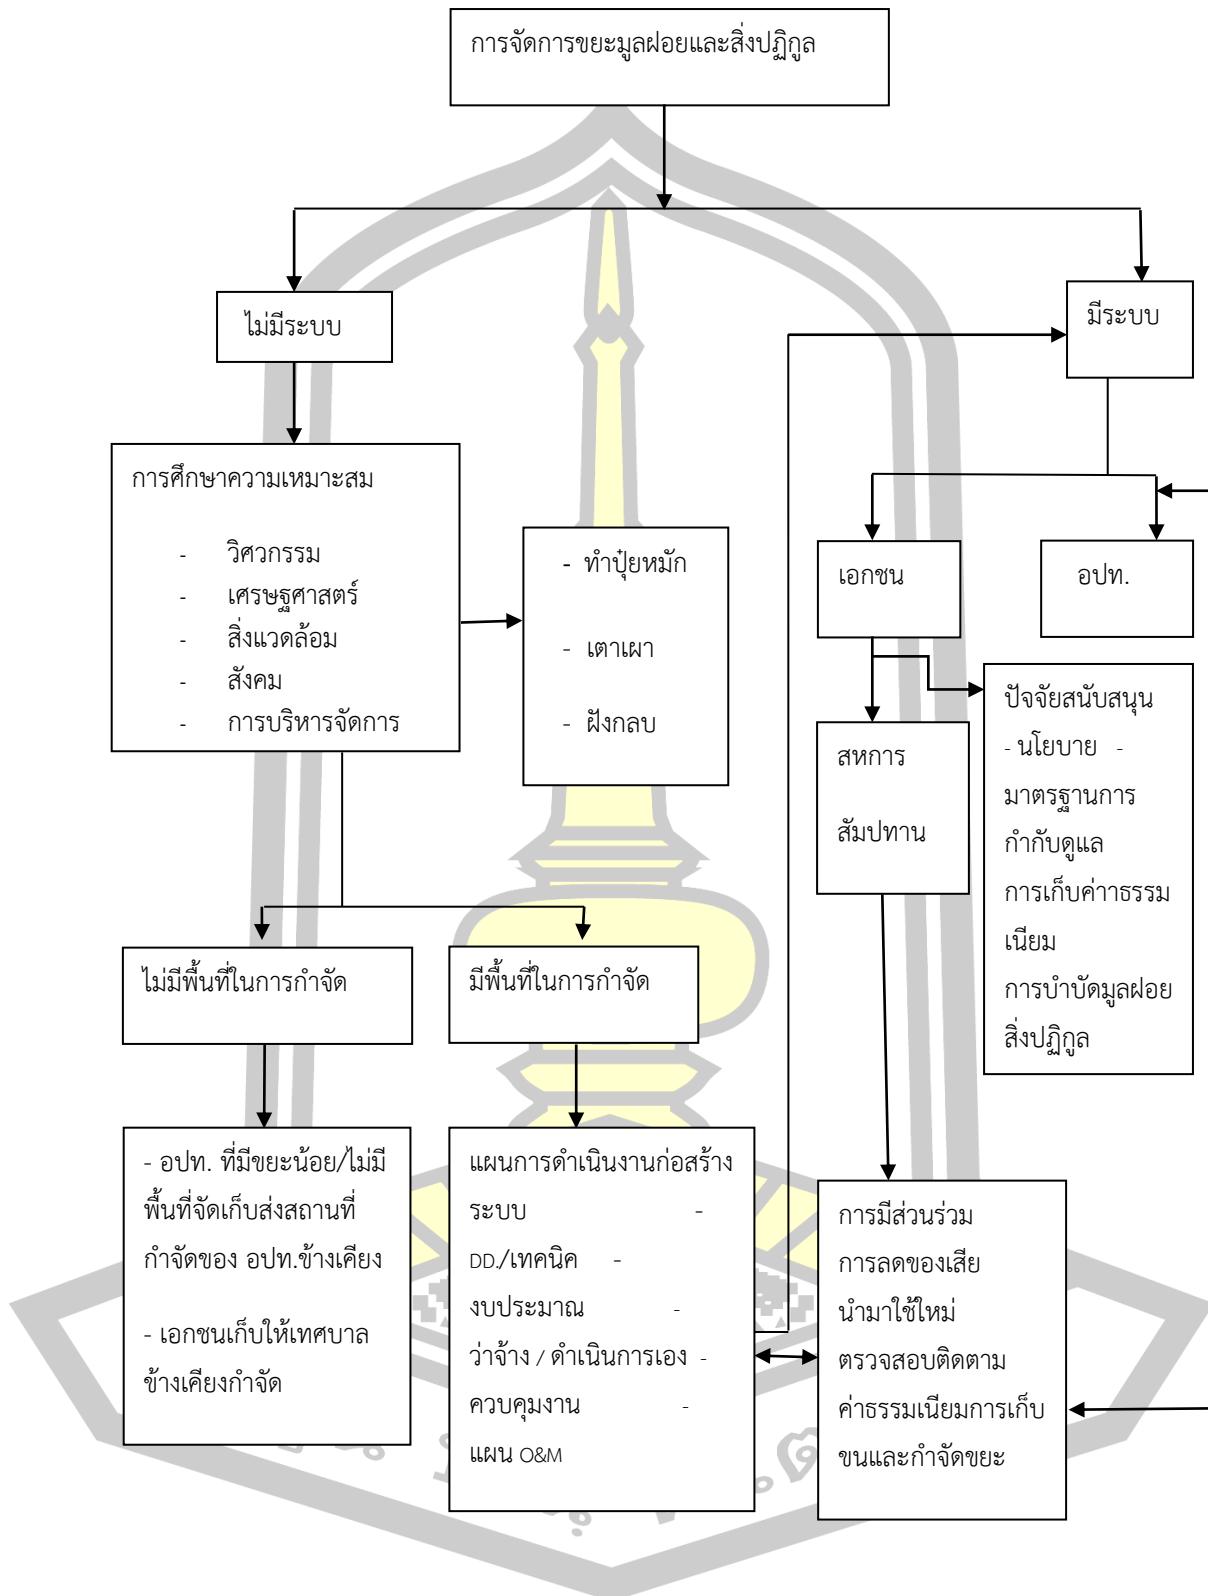 การจัดการขยะมูลฝอยและสิ่งปฏิกูล
ไม่มีระบบ
มีระบบ
การศึกษาความเหมาะสม
- วิศวกรรม
- เศรษฐศาสตร์
- สิ่งแวดล้อม
- สังคม
- การบริหารจัดการ
- ทำปุ๋ยหมัก
- เตาเผา
- ฝังกลบ
เอกชน
อปท.
สหการ
สัมปทาน
ปัจจัยสนับสนุน
- นโยบาย -
มาตรฐานการ
กำกับดูแล
การเก็บค่าาธรรม
เนียม
การบำบัดมูลฝอย
สิ่งปฏิกูล
ไม่มีพื้นที่ในการกำจัด
มีพื้นที่ในการกำจัด
- อปท. ที่มีขยะน้อย/ไม่มี
พื้นที่จัดเก็บส่งสถานที่
กำจัดของ อปท.ข้างเคียง
- เอกชนเก็บให้เทศบาล
ข้างเคียงกำจัด
แผนการดำเนินงานก่อสร้าง
ระบบ -
DD./เทคนิค -
งบประมาณ -
ว่าจ้าง / ดำเนินการเอง -
ควบคุมงาน -
แผน O&M
การมีส่วนร่วม
การลดของเสีย
นำมาใช้ใหม่
ตรวจสอบติดตาม
ค่าธรรมเนียมการเก็บ
ขนและกำจัดขยะ